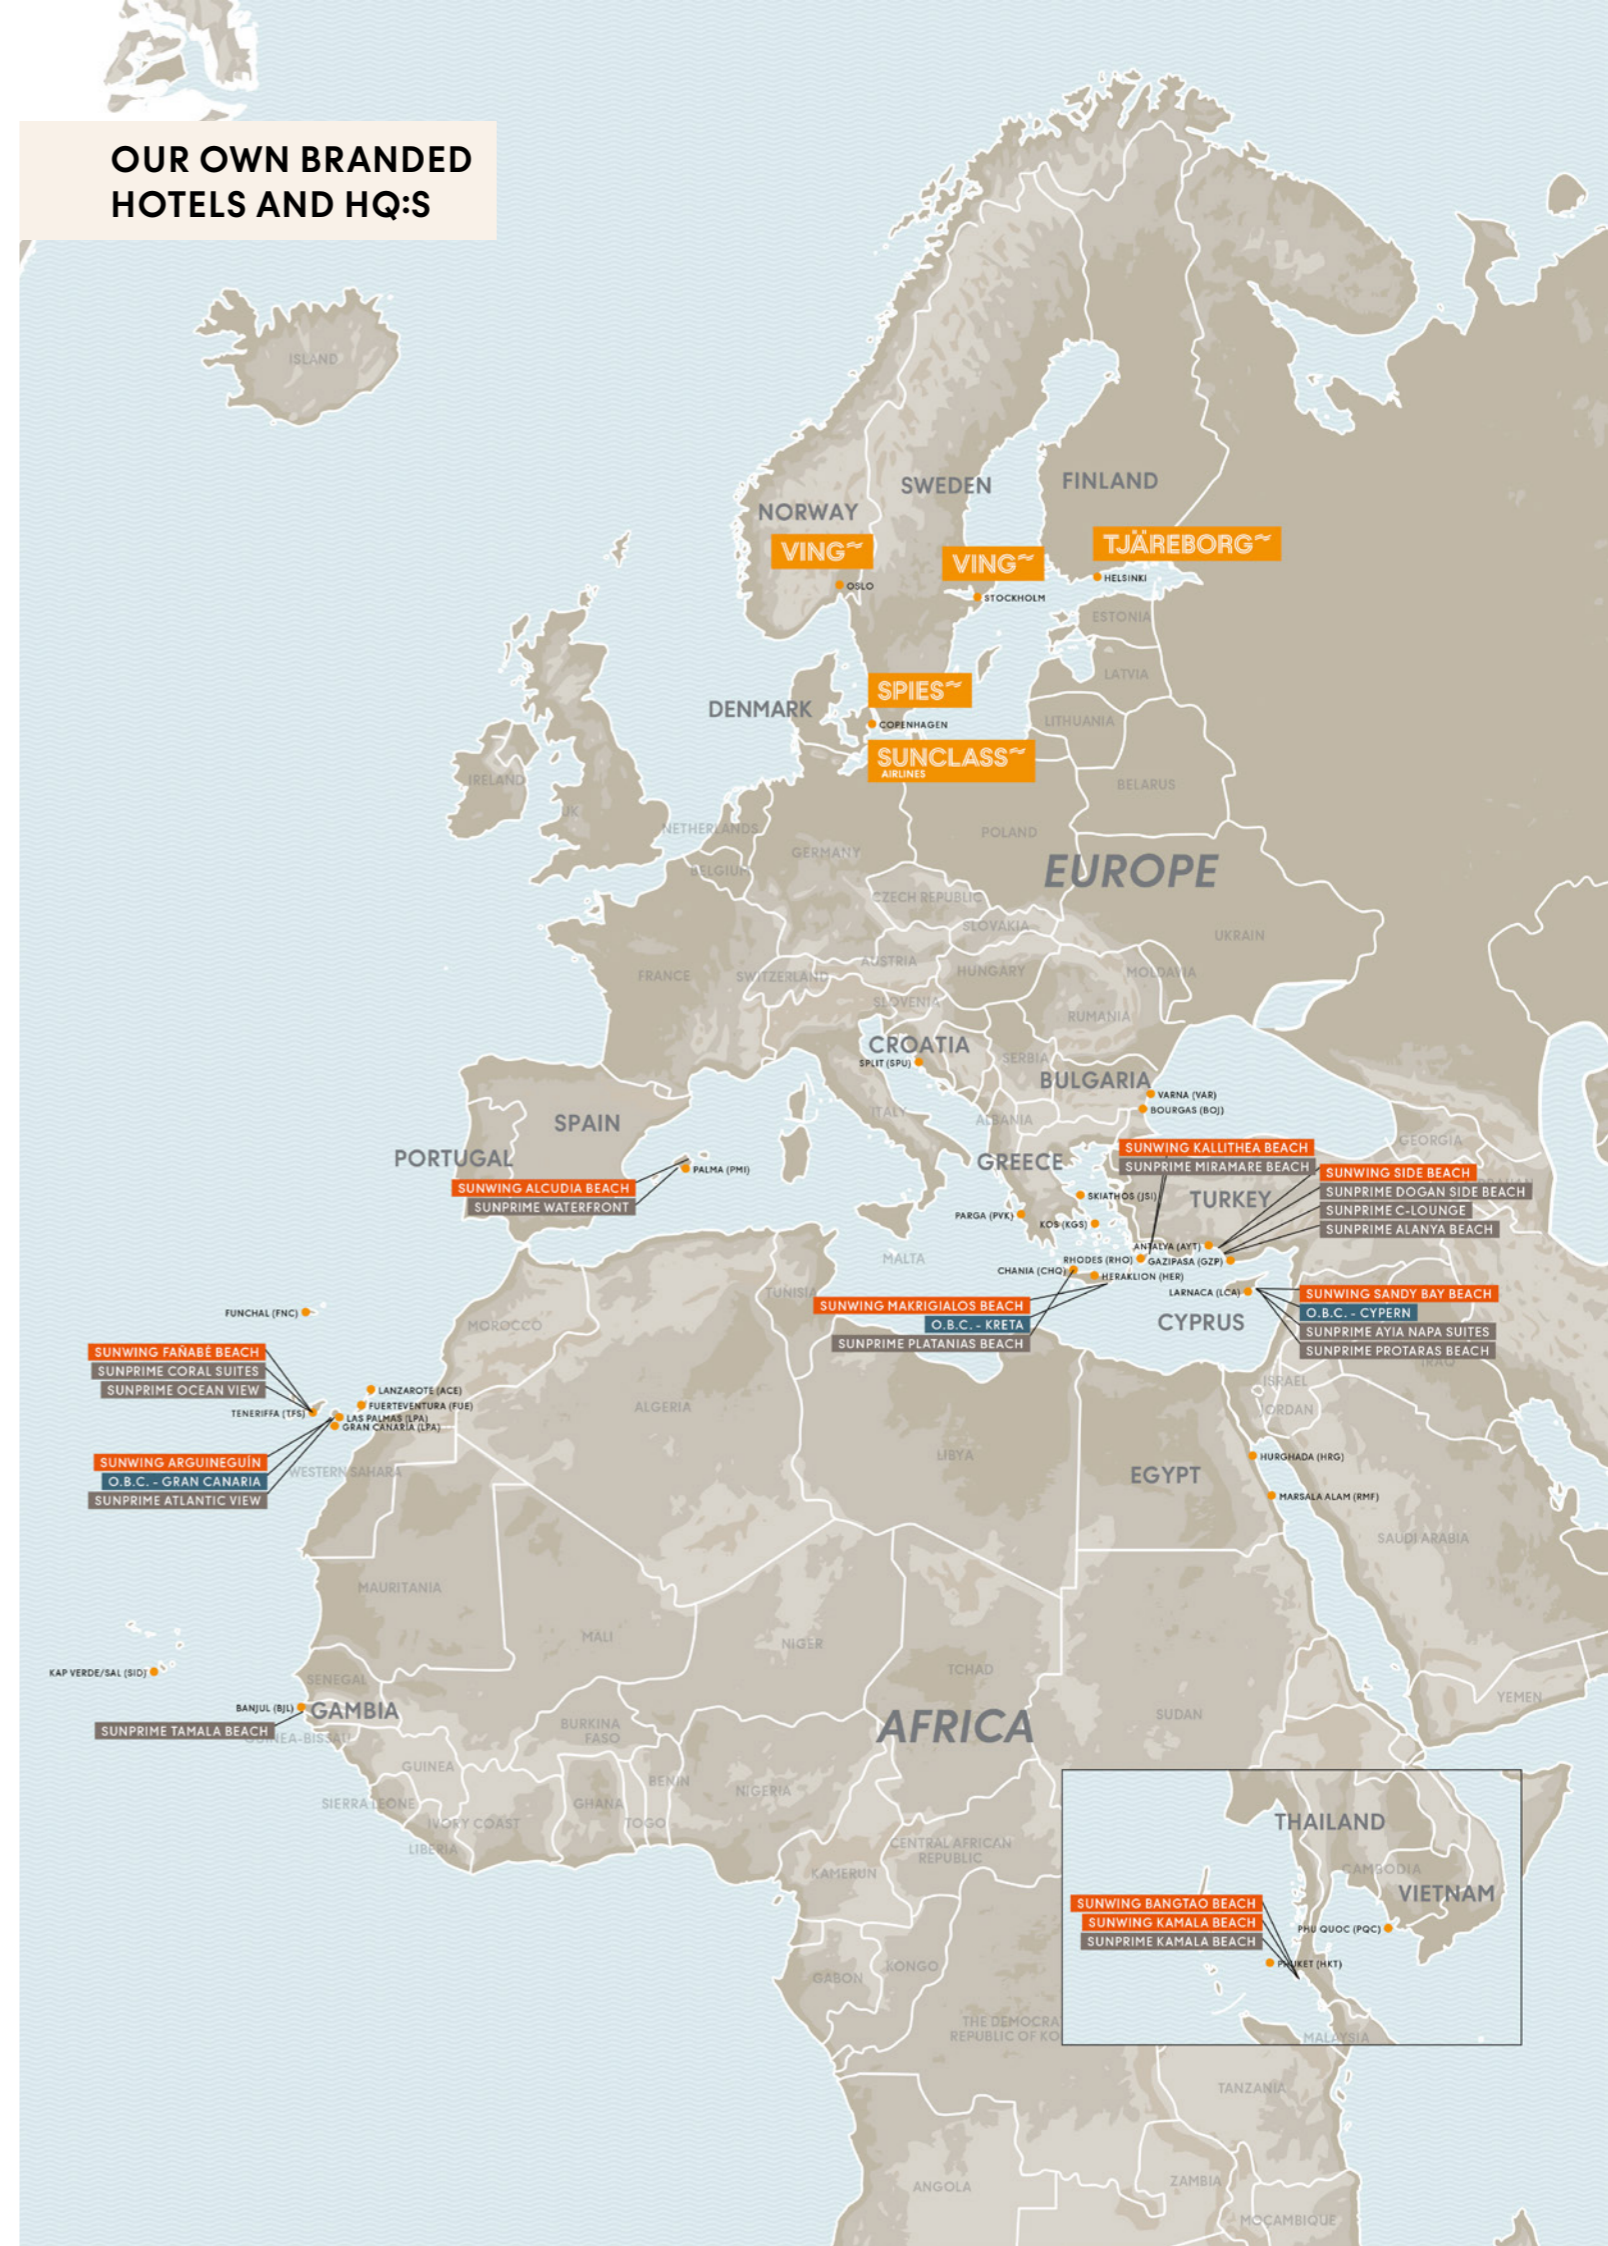 OUR OWN BRANDED
HOTELS AND HQ:S
ISLAND
SWEDEN
FINLAND
NORWAY
VING
VING
TJÄREBORG
OSLO
STOCKHOLM
HELSINKI
ESTONIA
LATVIA
SPIES
DENMARK
COPENHAGEN
LITHUANIA
SUNCLASS
AIRLINES
IRELAND
UK
BELARUS
NETHERLANDS
POLAND
GERMANY
BELGIUM
EUROPE
CZECH REPUBLIC
SLOVAKIA
UKRAIN
AUSTRIA
FRANCE
SWITZERLAND
HUNGARY
MOLDAVIA
SLOVENIA
RUMANIA
CROATIA
SPLIT (SPU)
SERBIA
BULGARIA
VARNA (VAR)
BOURGAS (BOJ)
ITALY
ALBANIA
SPAIN
PORTUGAL
GREECE
GEORGIA
PALMA (PMI)
SUNWING ALCUDIA BEACH
SUNPRIME WATERFRONT
SUNWING KALLITHEA BEACH
SUNPRIME MIRAMARE BEACH
SUNWING SIDE BEACH
SUNPRIME DOGAN SIDE BEACH
SUNPRIME C-LOUNGE
SUNPRIME ALANYA BEACH
TURKEY
SKIATHOS (JSI)
PARGA (PVK)
KOS (KGS)
ANTALYA (AYT)
RHODES (RHO)
GAZIPASA (GZP)
CHANIA (CHQ)
HERAKLION (HER)
MALTA
TUNISIA
LARNACA (LCA)
SUNWING MAKRIGIALOS BEACH
O.B.C. - KRETA
SUNPRIME PLATANIAS BEACH
CYPRUS
SUNWING SANDY BAY BEACH
O.B.C. - CYPERN
SUNPRIME AYIA NAPA SUITES
SUNPRIME PROTARAS BEACH
IRAQ
ISRAEL
JORDAN
FUNCHAL (FNC)
MOROCCO
SUNWING FAÑABÉ BEACH
SUNPRIME CORAL SUITES
SUNPRIME OCEAN VIEW
LANZAROTE (ACE)
FUERTEVENTURA (FUE)
TENERIFFA (TFS)
LAS PALMAS (LPA)
GRAN CANARIA (LPA)
SUNWING ARGUINEGUÍN
O.B.C. - GRAN CANARIA
SUNPRIME ATLANTIC VIEW
WESTERN SAHARA
ALGERIA
LIBYA
EGYPT
HURGHADA (HRG)
MARSALA ALAM (RMF)
SAUDI ARABIA
MAURITANIA
MALI
NIGER
TCHAD
KAP VERDE/SAL (SID)
SENEGAL
BANJUL (BJL)
GAMBIA
SUNPRIME TAMALA BEACH
GUINEA-BISSAU
AFRICA
SUDAN
YEMEN
BURKINA
FASO
GUINEA
BENIN
NIGERIA
SIERRA LEONE
IVORY COAST
GHANA
TOGO
LIBERIA
CENTRAL AFRICAN
REPUBLIC
KAMERUN
THAILAND
CAMBODIA
VIETNAM
SUNWING BANGTAO BEACH
SUNWING KAMALA BEACH
SUNPRIME KAMALA BEACH
PHU QUOC (PQC)
PHUKET (HKT)
MALAYSIA
GABON
KONGO
THE DEMOCRA
REPUBLIC OF KO
TANZANIA
ANGOLA
ZAMBIA
MOCAMBIQUE